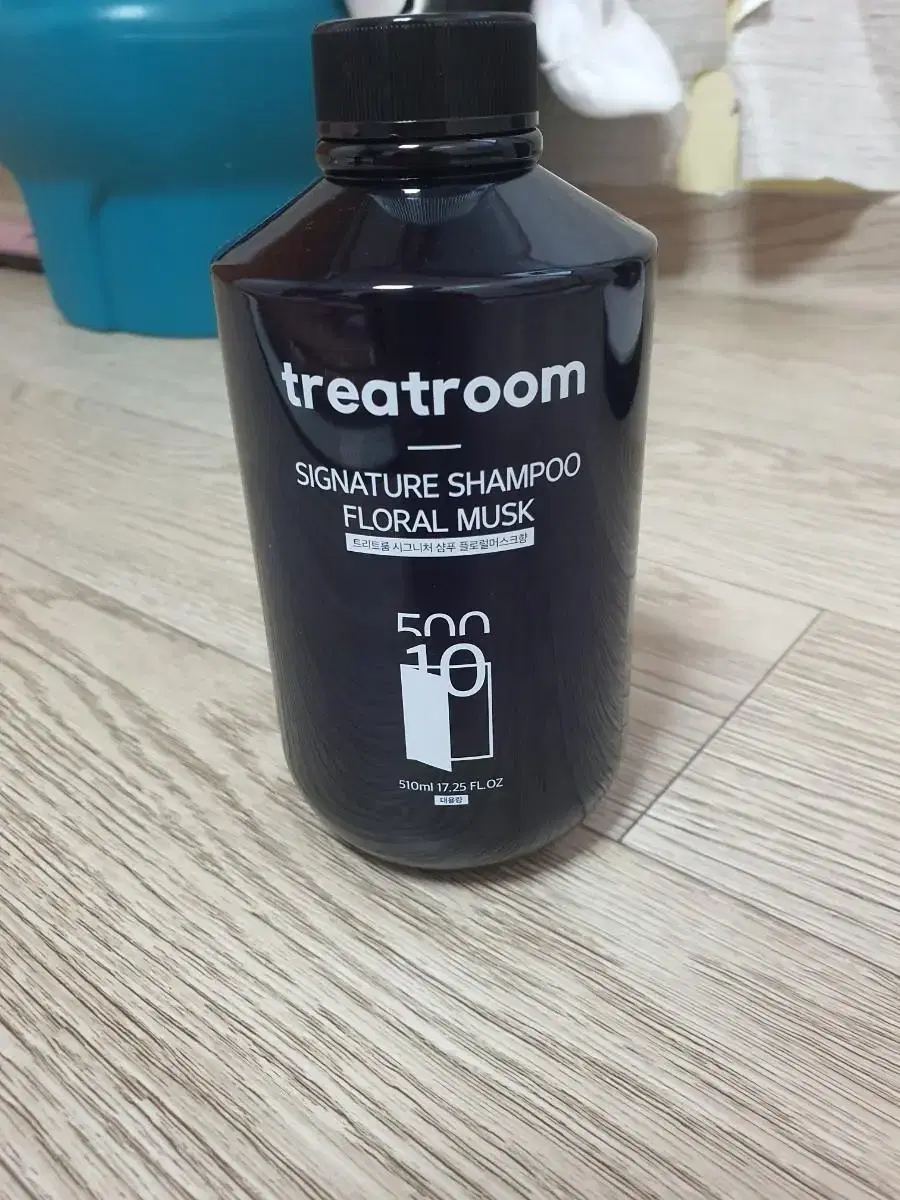 treatroom
SIGNATURE SHAMPOO
FLORAL MUSK
트리트룸 시그니처 샴푸 플로럴머스크향
500
10
510ml 17.25 FL.OZ
대용량